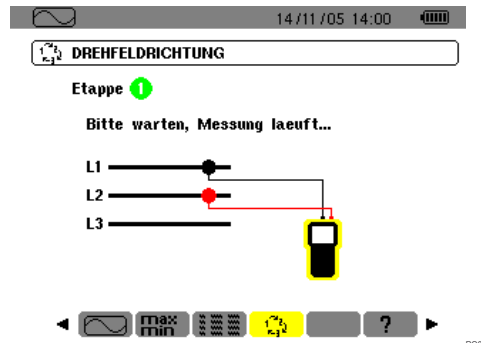 14/11/05 14:00
DREHFELDRICHTUNG
Etappe 1
Bitte warten, Messung laeuft...
L1
L2
L3
max
min
?